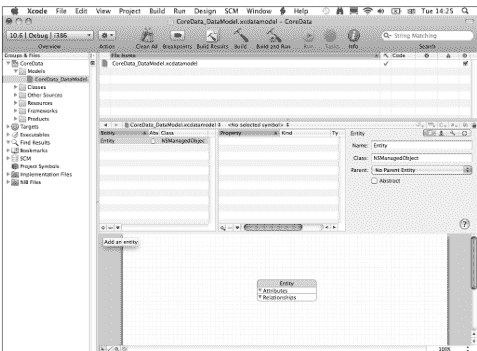 Xcode File Edit View Project Build Run Design SCM Window Help Tue 14:25
CoreData_DataModel.xcdatamodel - CoreData
10.6 | Debug | i386
String Matching
Overview Action Clean All Breakpoints Build Results Build Build and Run Run Tasks Info Search
Groups & Files
File Name Code
CoreData
CoreData_DataModel.xcdatamodel
Models
CoreData_DataModel
Classes
Other Sources
Resources
Frameworks
Products
Targets
Executables
Find Results
Bookmarks
SCM
Project Symbols
Implementation Files
NIB Files
CoreData_DataModel.xcdatamodel <No selected symbol>
Entity Abs Class
Entity NSManagedObjec
Property Kind Ty
Entity
Name: Entity
Class: NSManagedObject
Parent: No Parent Entity
Abstract
Add an entity
Entity
Attributes
Relationships
100%